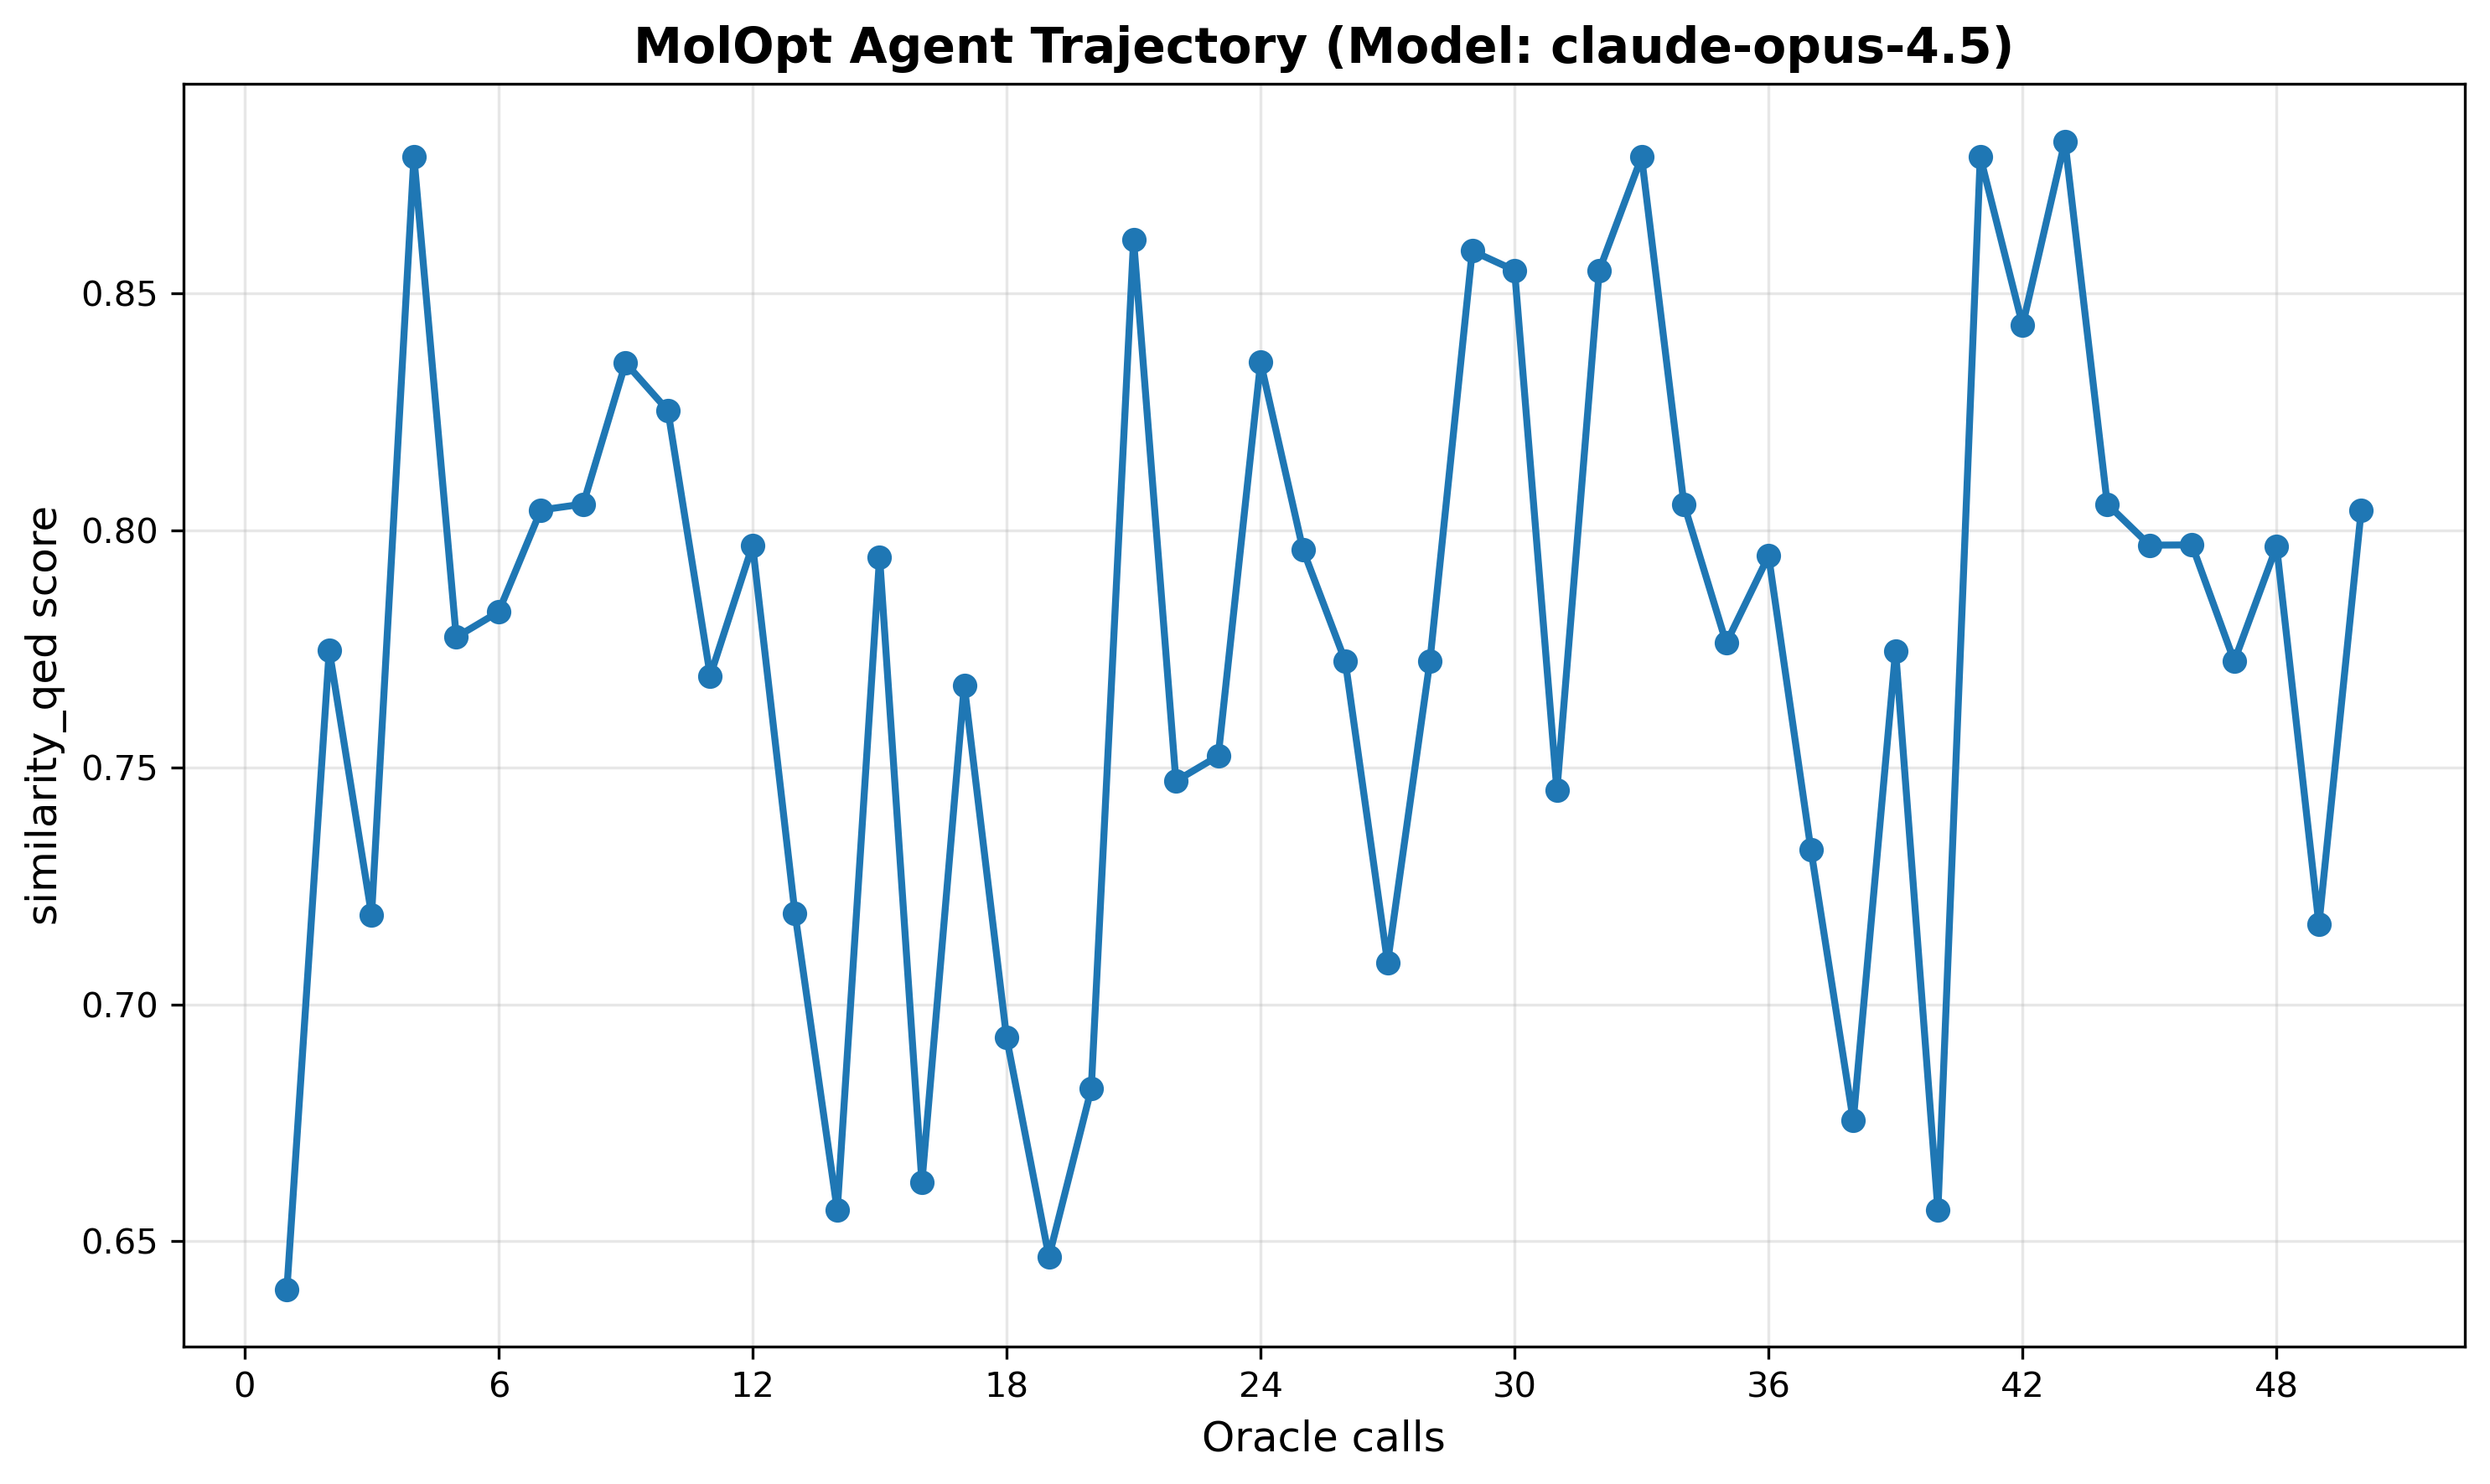 MolOpt Agent Trajectory (Model: claude-opus-4.5)
similarity_qed score
0.85
0.80
0.75
0.70
0.65
0 6 12 18 24 30 36 42 48
Oracle calls